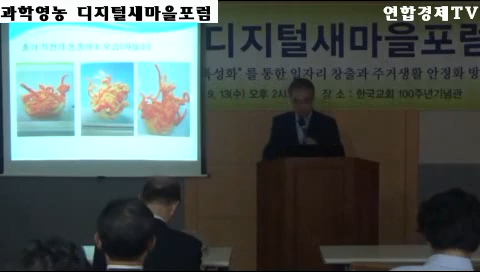 과학영농 디지털새마을포럼
연합경제TV
디지털새마을포럼
특성화" 를 통한 일자리 창출과 주거생활 안정화 방
9. 13(수) 오후 2시 장 소 : 한국교회 100주년기념관